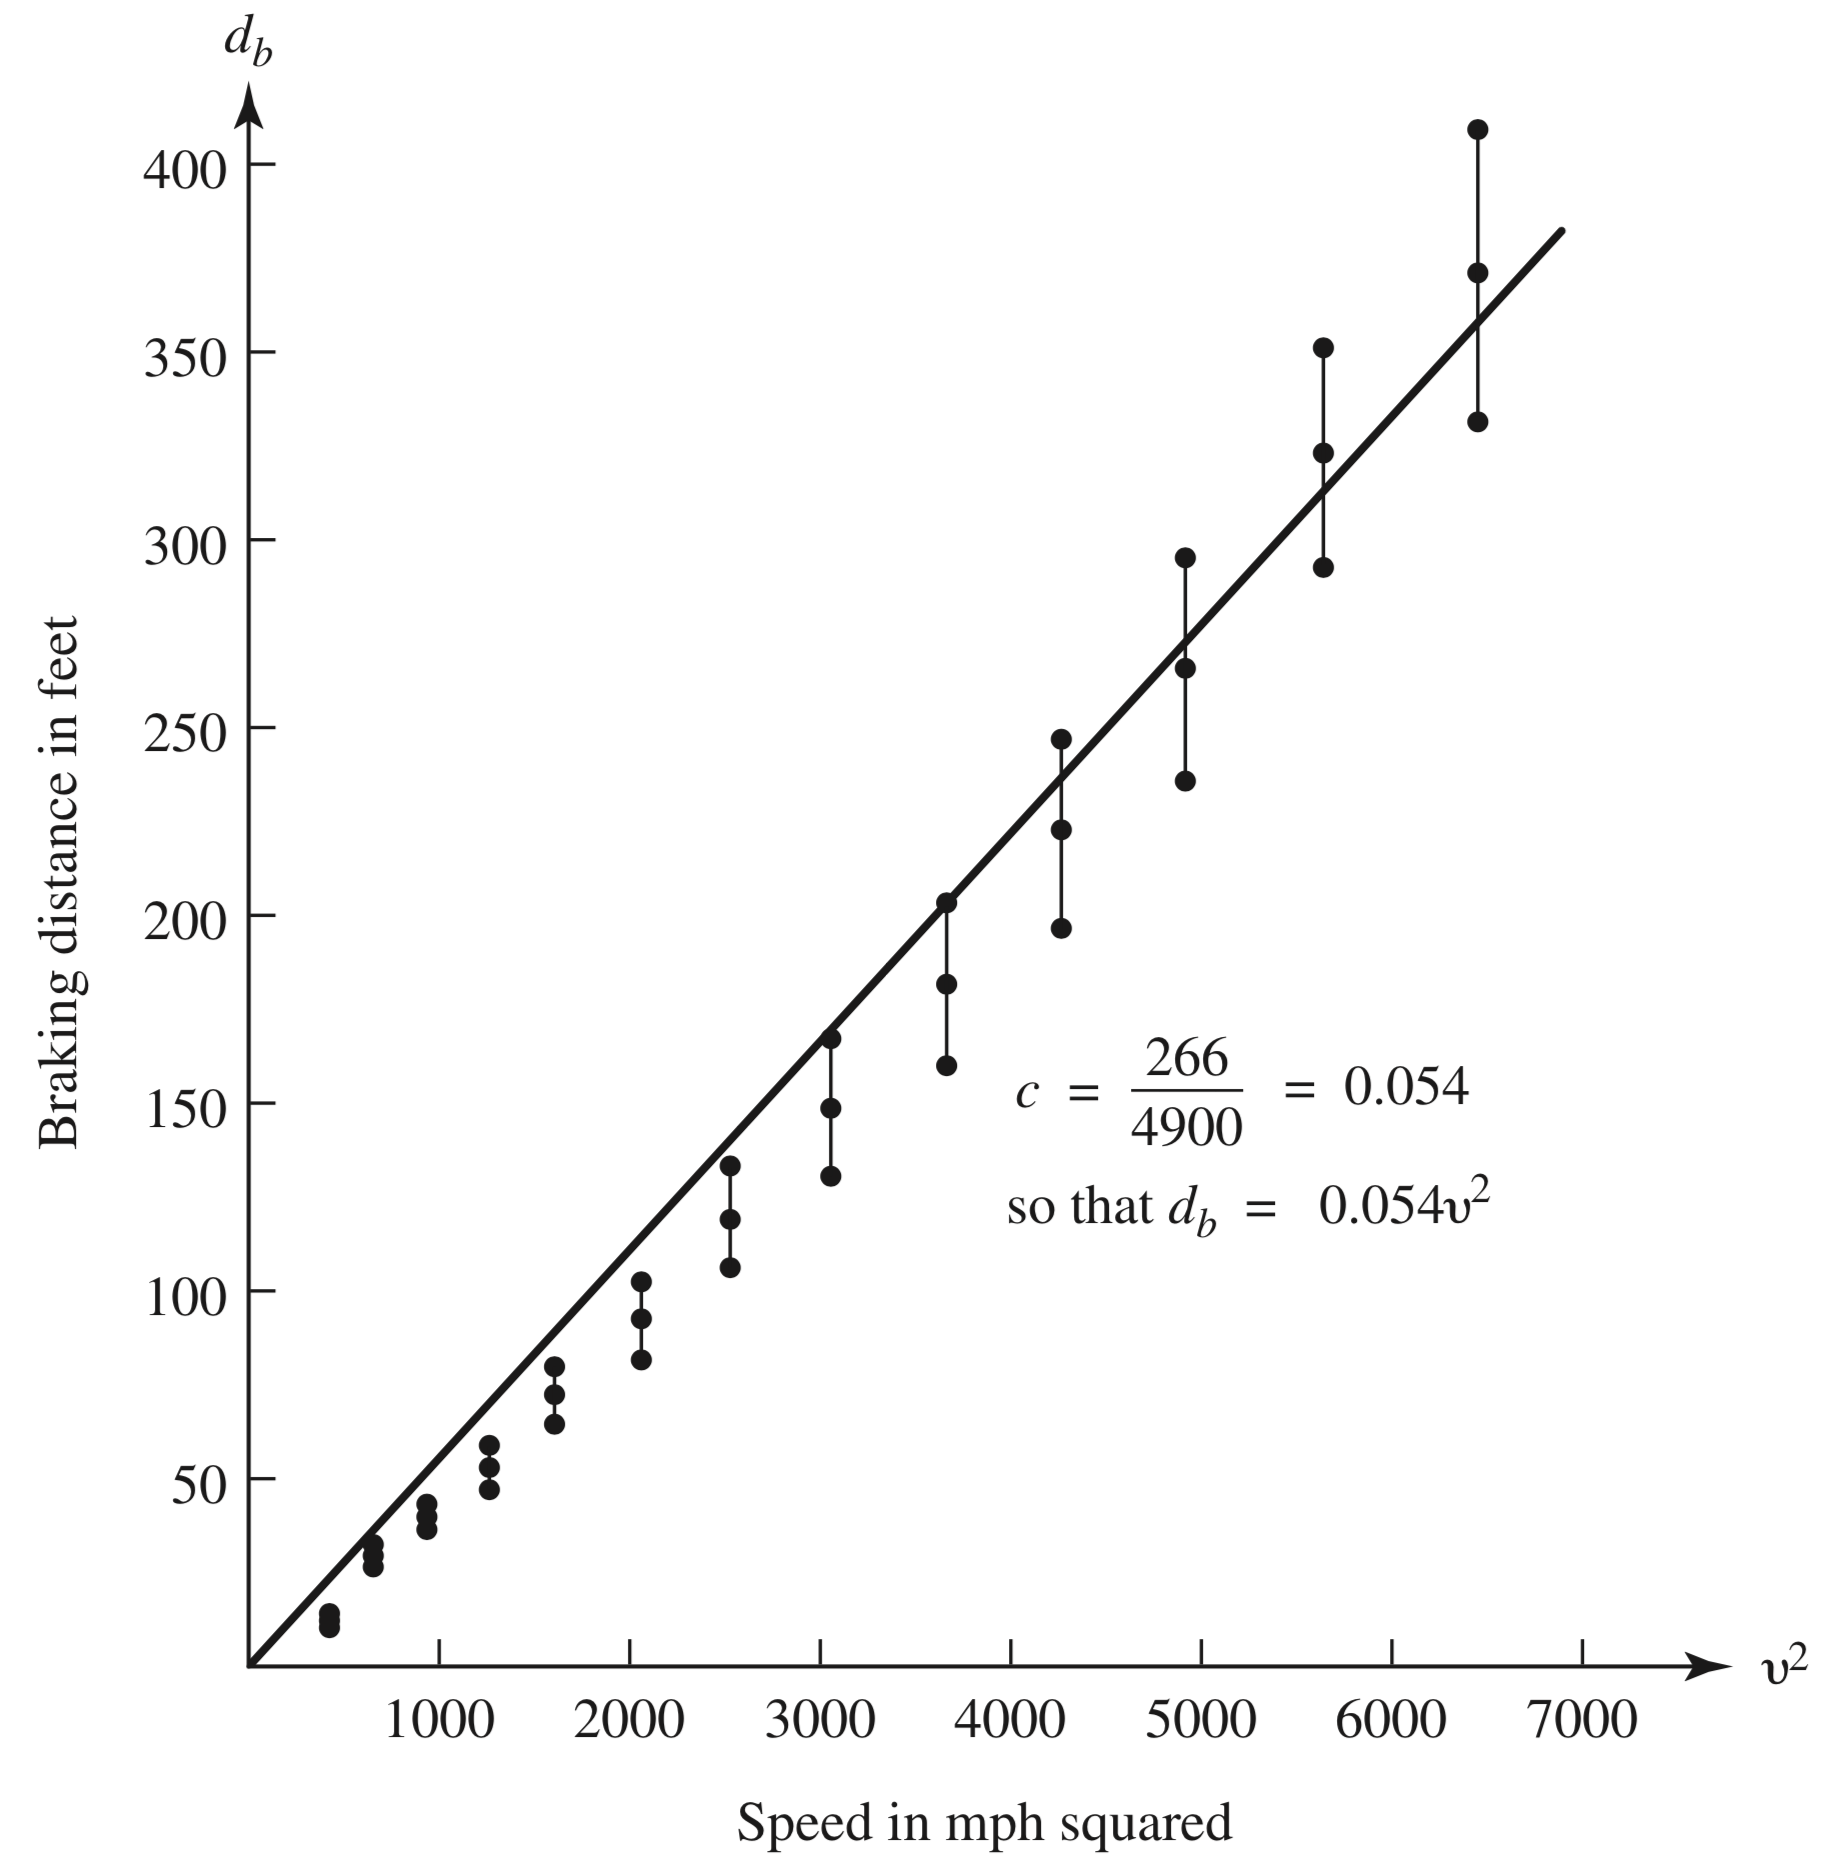 d_b
400
350
300
250
200
150
100
50
Braking distance in feet
c = 266/4900 = 0.054
so that d_b = 0.054υ²
υ²
1000 2000 3000 4000 5000 6000 7000
Speed in mph squared